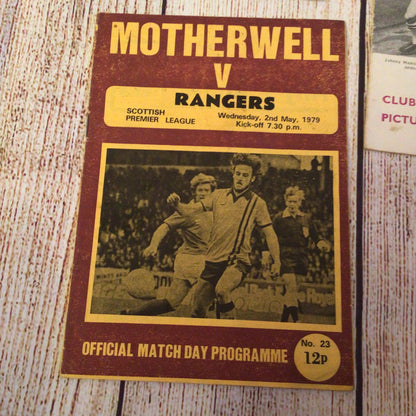 MOTHERWELL
V
RANGERS
SCOTTISH
PREMIER LEAGUE
Wednesday, 2nd May, 1979
Kick-off 7.30 p.m.
OFFICIAL MATCH DAY PROGRAMME
No. 23
12p
CLUB
PICTU